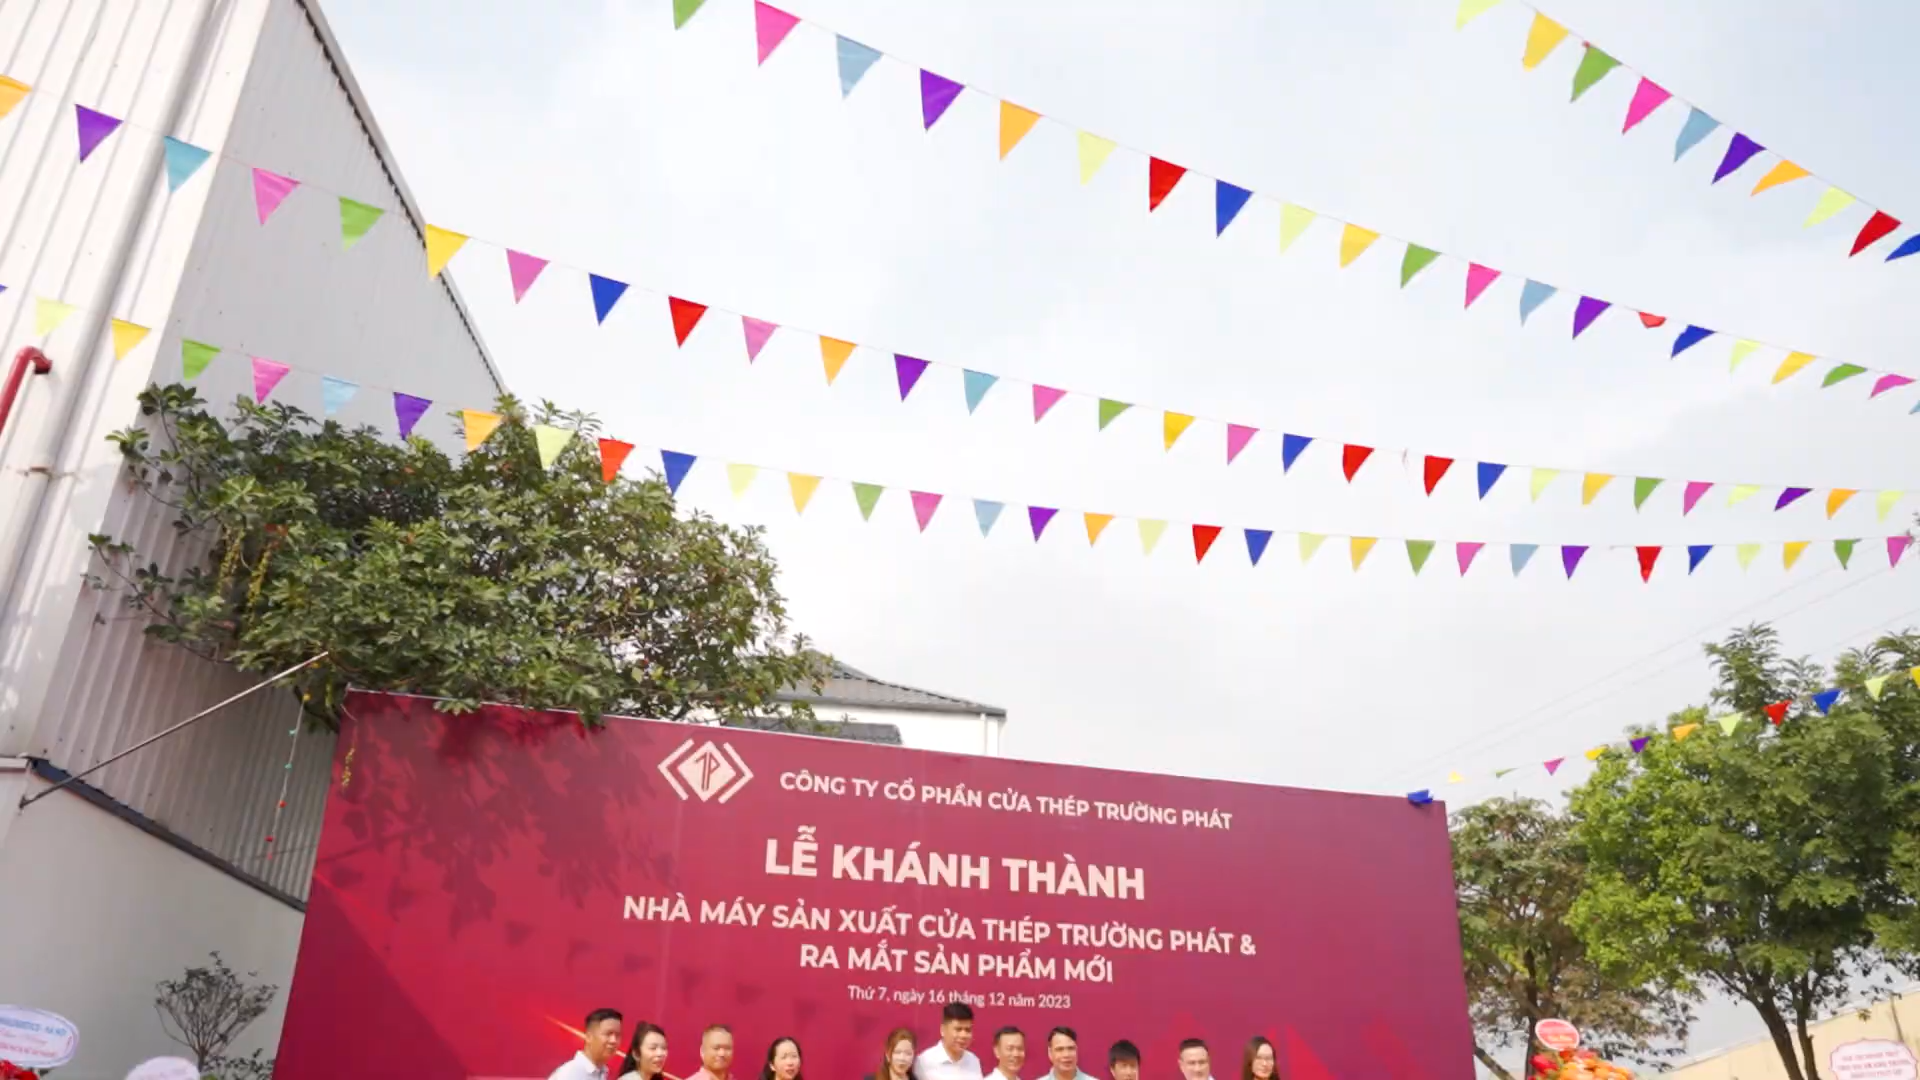 TP
CÔNG TY CỔ PHẦN CỬA THÉP TRƯỜNG PHÁT
LỄ KHÁNH THÀNH
NHÀ MÁY SẢN XUẤT CỬA THÉP TRƯỜNG PHÁT &
RA MẮT SẢN PHẨM MỚI
Thứ 7, ngày 16 tháng 12 năm 2023